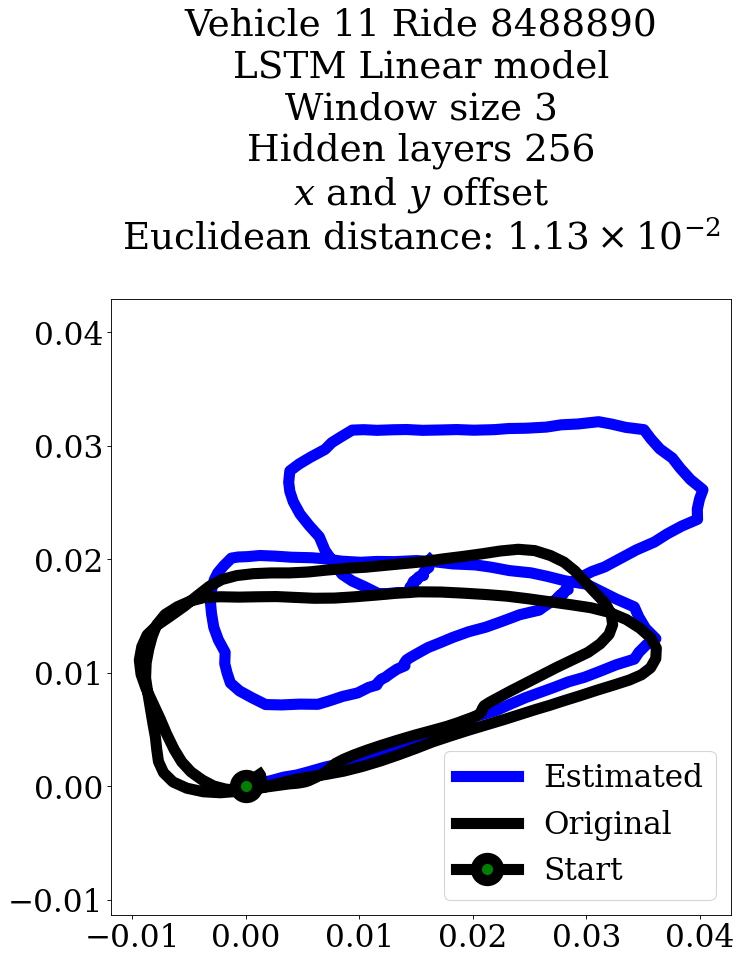 Vehicle 11 Ride 8488890
LSTM Linear model
Window size 3
Hidden layers 256
x and y offset
Euclidean distance: 1.13 × 10⁻²
0.04
0.03
0.02
0.01
0.00
−0.01
Estimated
Original
Start
−0.01 0.00 0.01 0.02 0.03 0.04